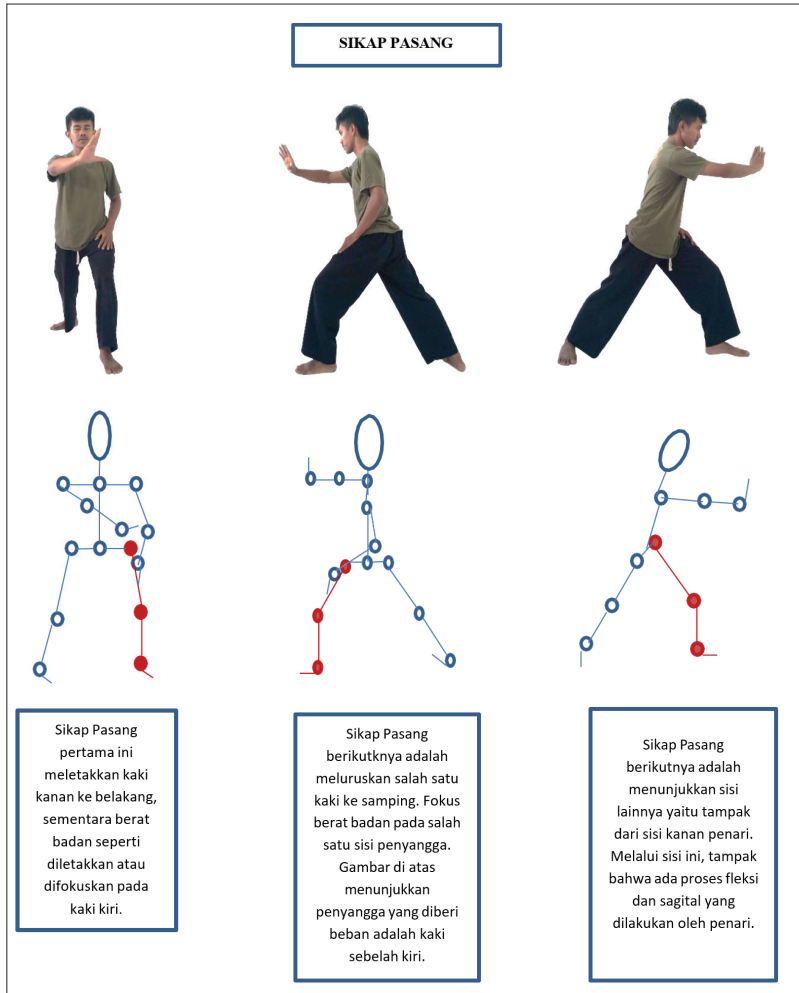 SIKAP PASANG
Sikap Pasang
pertama ini
meletakkan kaki
kanan ke belakang,
sementara berat
badan seperti
diletakkan atau
difokuskan pada
kaki kiri.
Sikap Pasang
berikutknya adalah
meluruskan salah satu
kaki ke samping. Fokus
berat badan pada salah
satu sisi penyangga.
Gambar di atas
menunjukkan
penyangga yang diberi
beban adalah kaki
sebelah kiri.
Sikap Pasang
berikutnya adalah
menunjukkan sisi
lainnya yaitu tampak
dari sisi kanan penari.
Melalui sisi ini, tampak
bahwa ada proses fleksi
dan sagital yang
dilakukan oleh penari.